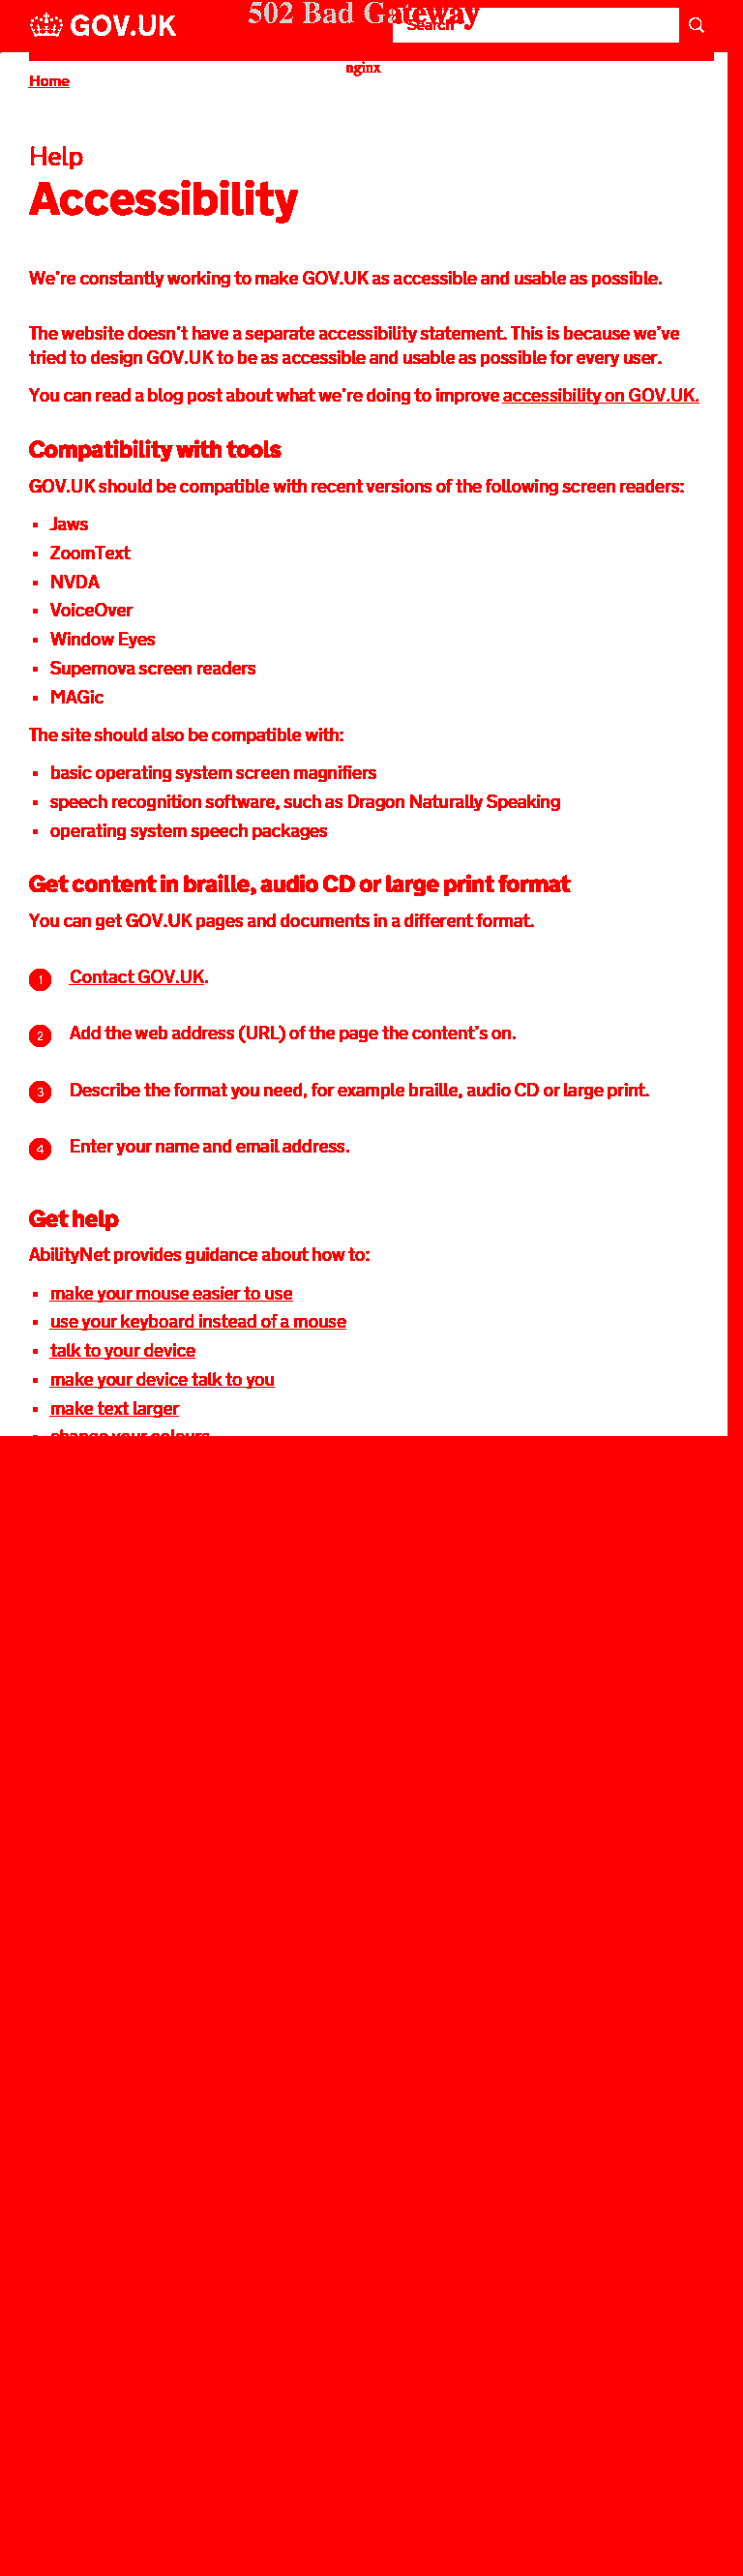 502 Bad Gateway
GOV.UK
Search
nginx
Home
Help
Accessibility
We're constantly working to make GOV.UK as accessible and usable as possible.
The website doesn't have a separate accessibility statement. This is because we've
tried to design GOV.UK to be as accessible and usable as possible for every user.
You can read a blog post about what we're doing to improve accessibility on GOV.UK.
Compatibility with tools
GOV.UK should be compatible with recent versions of the following screen readers:
Jaws
ZoomText
NVDA
VoiceOver
Window Eyes
Supernova screen readers
MAGic
The site should also be compatible with:
basic operating system screen magnifiers
speech recognition software, such as Dragon Naturally Speaking
operating system speech packages
Get content in braille, audio CD or large print format
You can get GOV.UK pages and documents in a different format.
1 Contact GOV.UK.
2 Add the web address (URL) of the page the content's on.
3 Describe the format you need, for example braille, audio CD or large print.
4 Enter your name and email address.
Get help
AbilityNet provides guidance about how to:
make your mouse easier to use
use your keyboard instead of a mouse
talk to your device
make your device talk to you
make text larger
change your colours